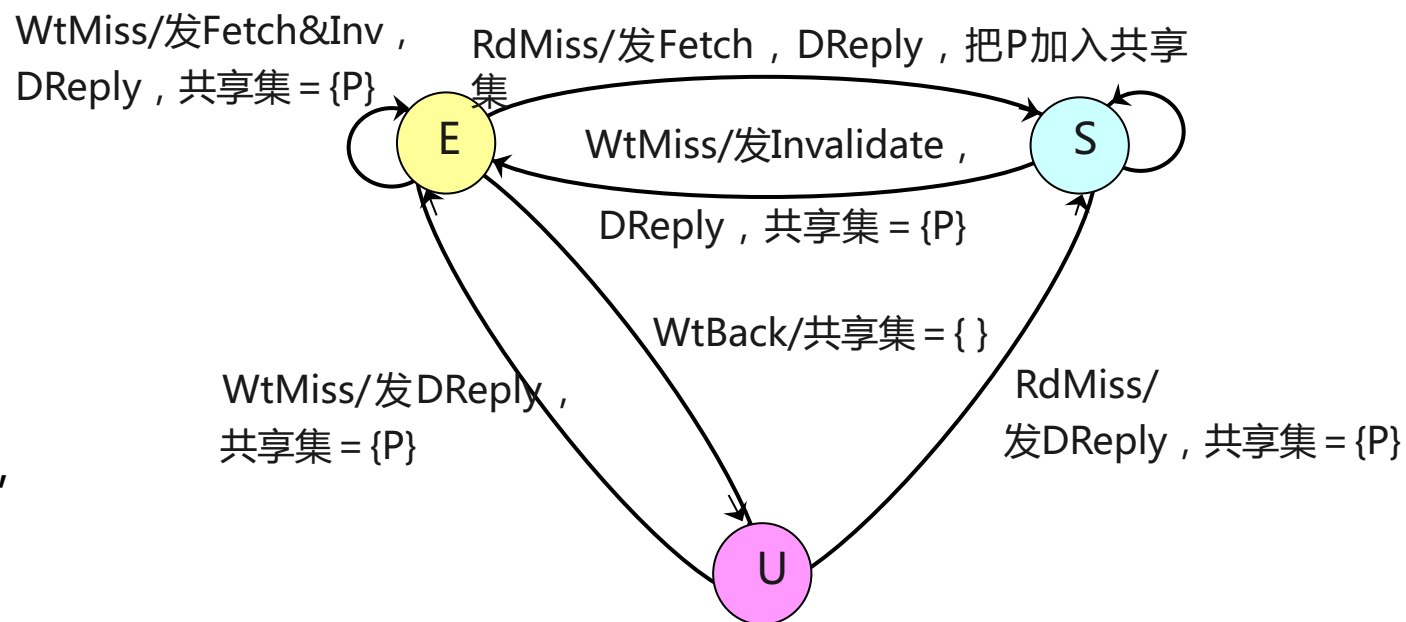 WtMiss/发Fetch&Inv，
DReply，共享集＝{P}
RdMiss/发Fetch，DReply，把P加入共享
集
E
S
WtMiss/发Invalidate，
DReply，共享集＝{P}
WtBack/共享集＝{ }
WtMiss/发DReply，
共享集＝{P}
RdMiss/
发DReply，共享集＝{P}
，
U